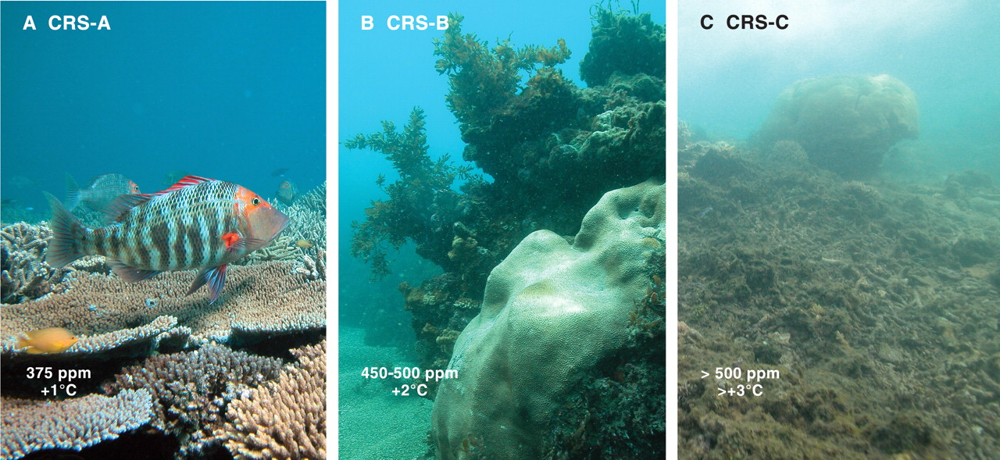 A CRS-A
375 ppm
+1°C
B CRS-B
450-500 ppm
+2°C
C CRS-C
> 500 ppm
>+3°C